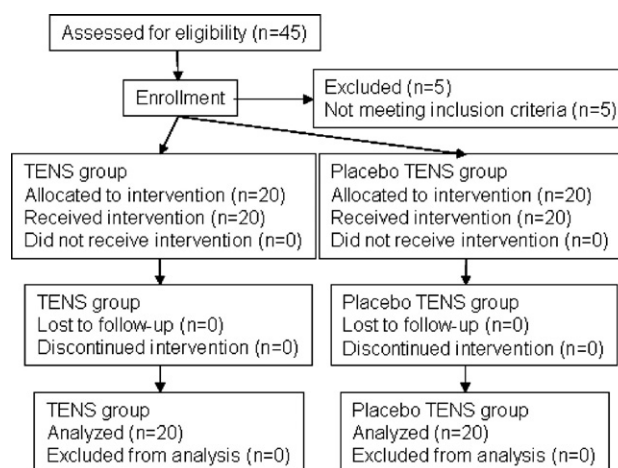 Assessed for eligibility (n=45)
Enrollment
Excluded (n=5)
Not meeting inclusion criteria (n=5)
TENS group
Allocated to intervention (n=20)
Received intervention (n=20)
Did not receive intervention (n=0)
Placebo TENS group
Allocated to intervention (n=20)
Received intervention (n=20)
Did not receive intervention (n=0)
TENS group
Lost to follow-up (n=0)
Discontinued intervention (n=0)
Placebo TENS group
Lost to follow-up (n=0)
Discontinued intervention (n=0)
TENS group
Analyzed (n=20)
Excluded from analysis (n=0)
Placebo TENS group
Analyzed (n=20)
Excluded from analysis (n=0)